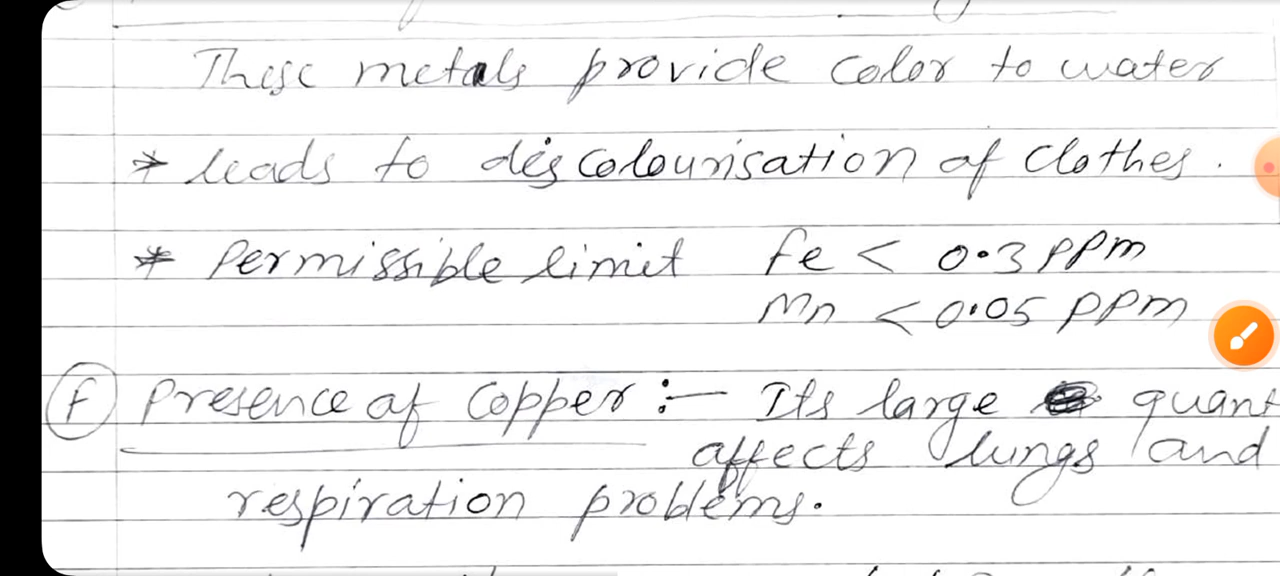 These metals provide color to water
* leads to discolourisation of clothes.
* Permissible limit Fe < 0.3 PPm
Mn < 0.05 PPm
(f) Presence of Copper :- Its large quant
affects lungs and
respiration problems.